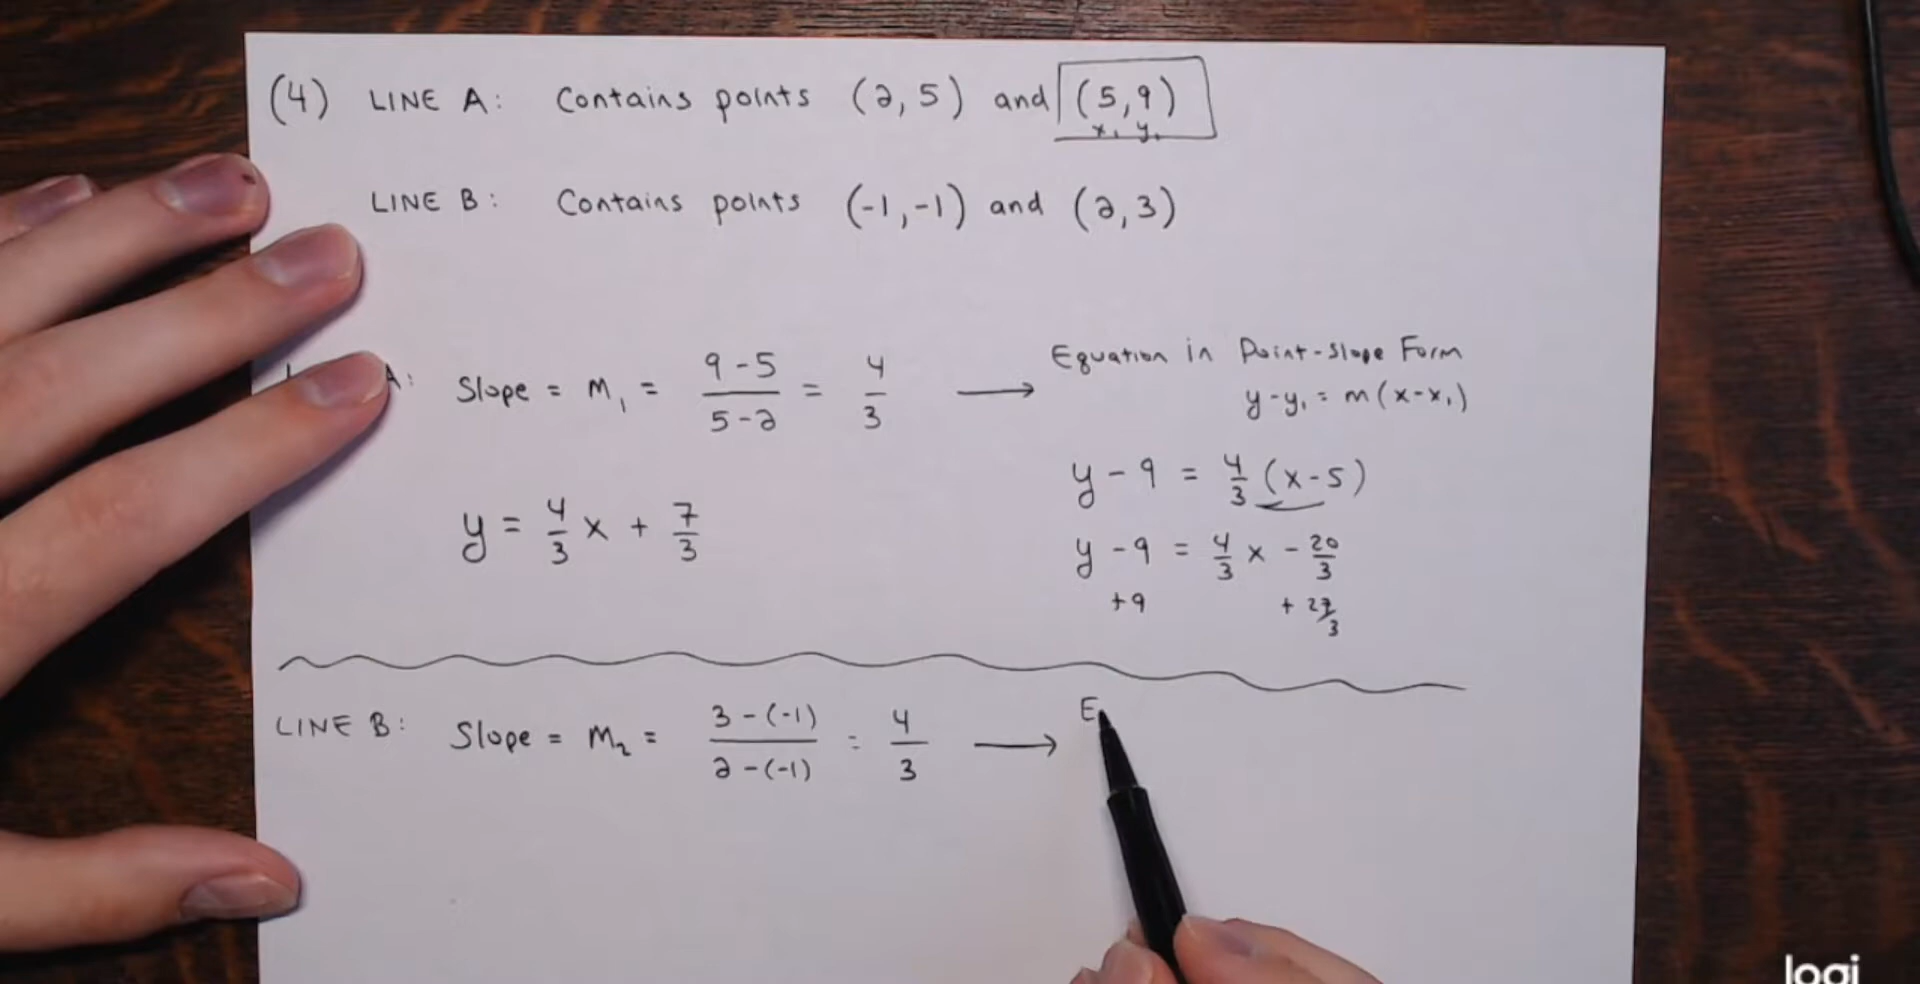 (4) LINE A: Contains points (2,5) and (5,9)
x₁ y₁
LINE B: Contains points (-1,-1) and (2,3)
A: Slope = m₁ = 9-5/5-2 = 4/3 ⟶ Equation in Point-Slope Form
y-y₁ = m(x-x₁)
y - 9 = 4/3 (x-5)
y = 4/3 x + 7/3
y - 9 = 4/3 x - 20/3
+9 + 27/3
LINE B: Slope = m₂ = 3-(-1)/2-(-1) = 4/3 ⟶ E
logi